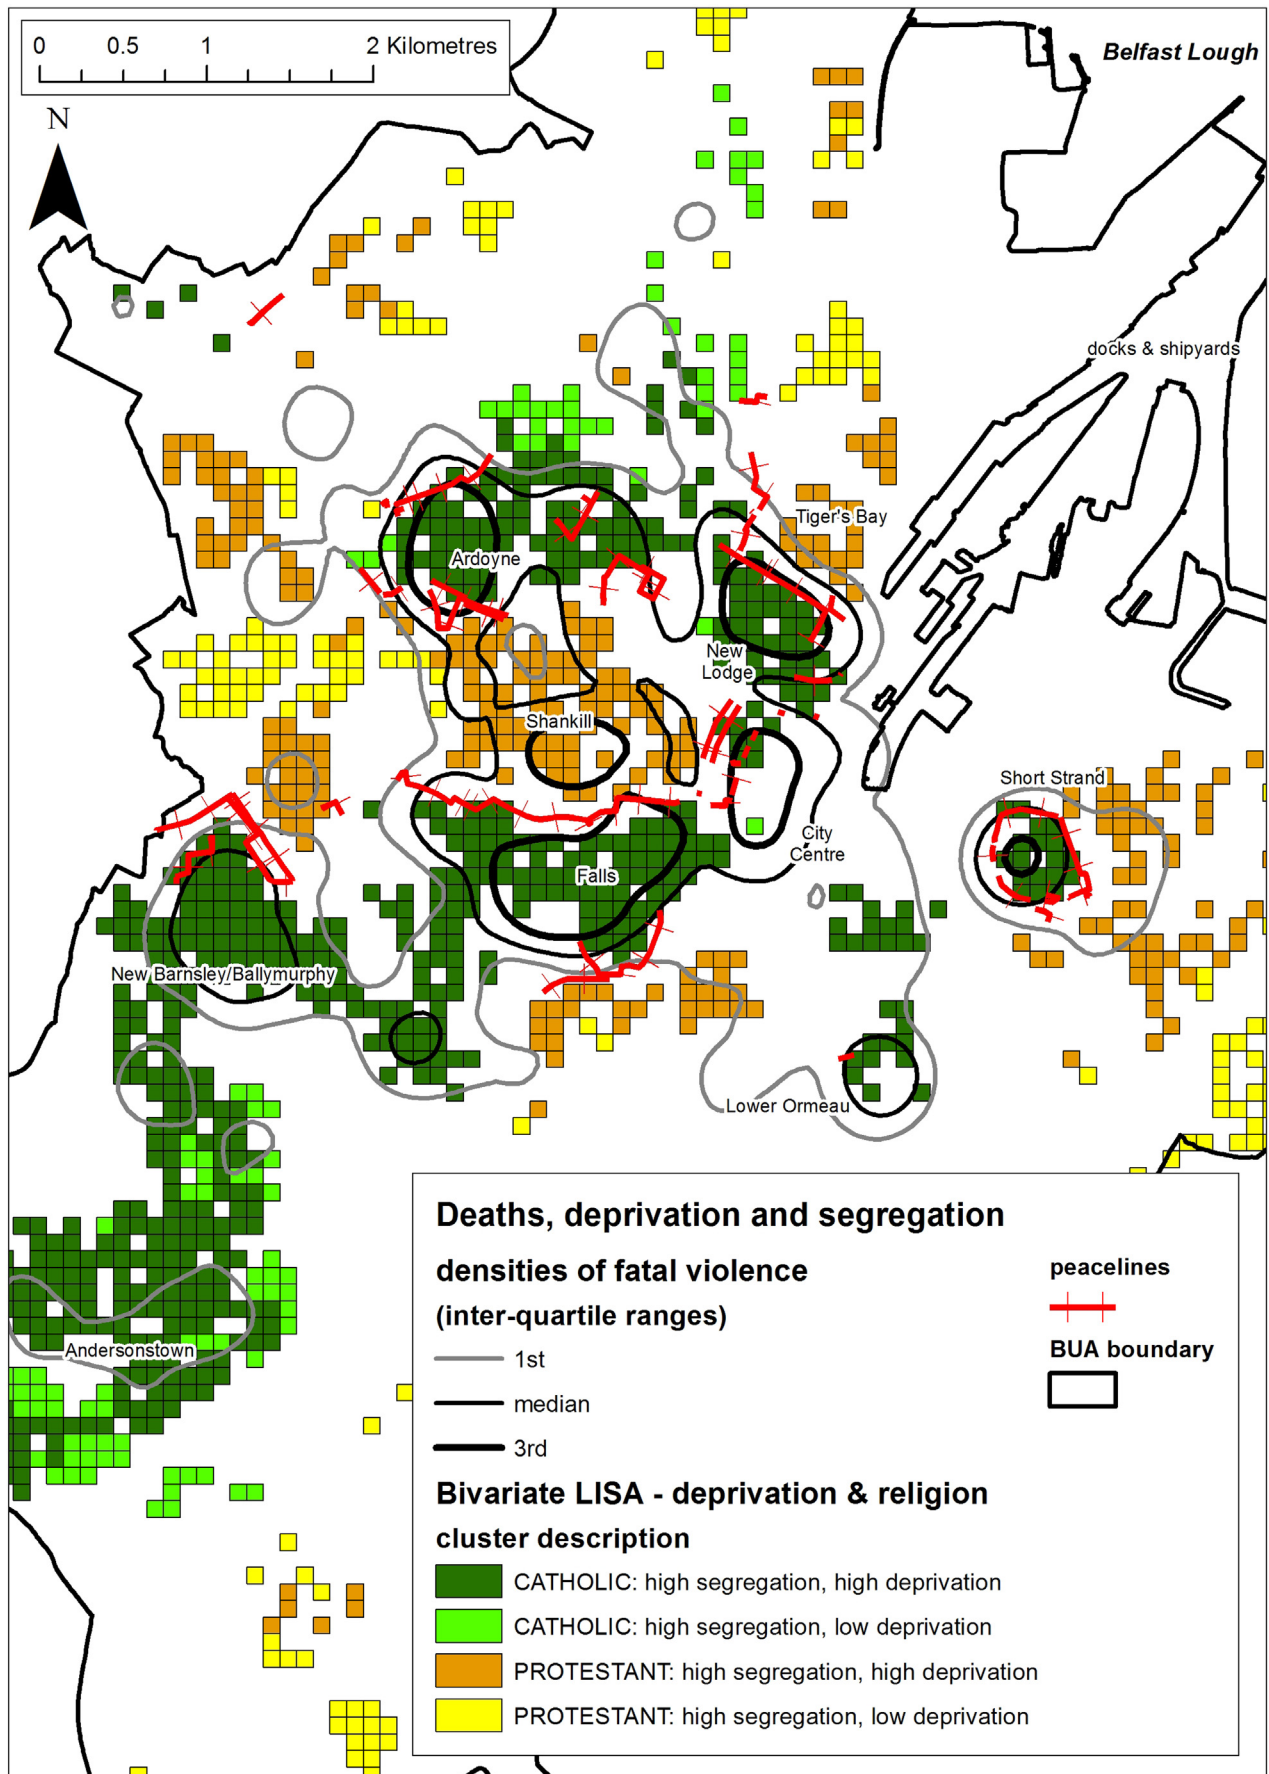 0 0.5 1 2 Kilometres
Belfast Lough
N
docks & shipyards
Tiger's Bay
Ardoyne
New
Lodge
Shankill
Short Strand
City
Centre
Falls
New Barnsley/Ballymurphy
Lower Ormeau
Andersonstown
Deaths, deprivation and segregation
densities of fatal violence
(inter-quartile ranges)
1st
median
3rd
peacelines
BUA boundary
Bivariate LISA - deprivation & religion
cluster description
CATHOLIC: high segregation, high deprivation
CATHOLIC: high segregation, low deprivation
PROTESTANT: high segregation, high deprivation
PROTESTANT: high segregation, low deprivation